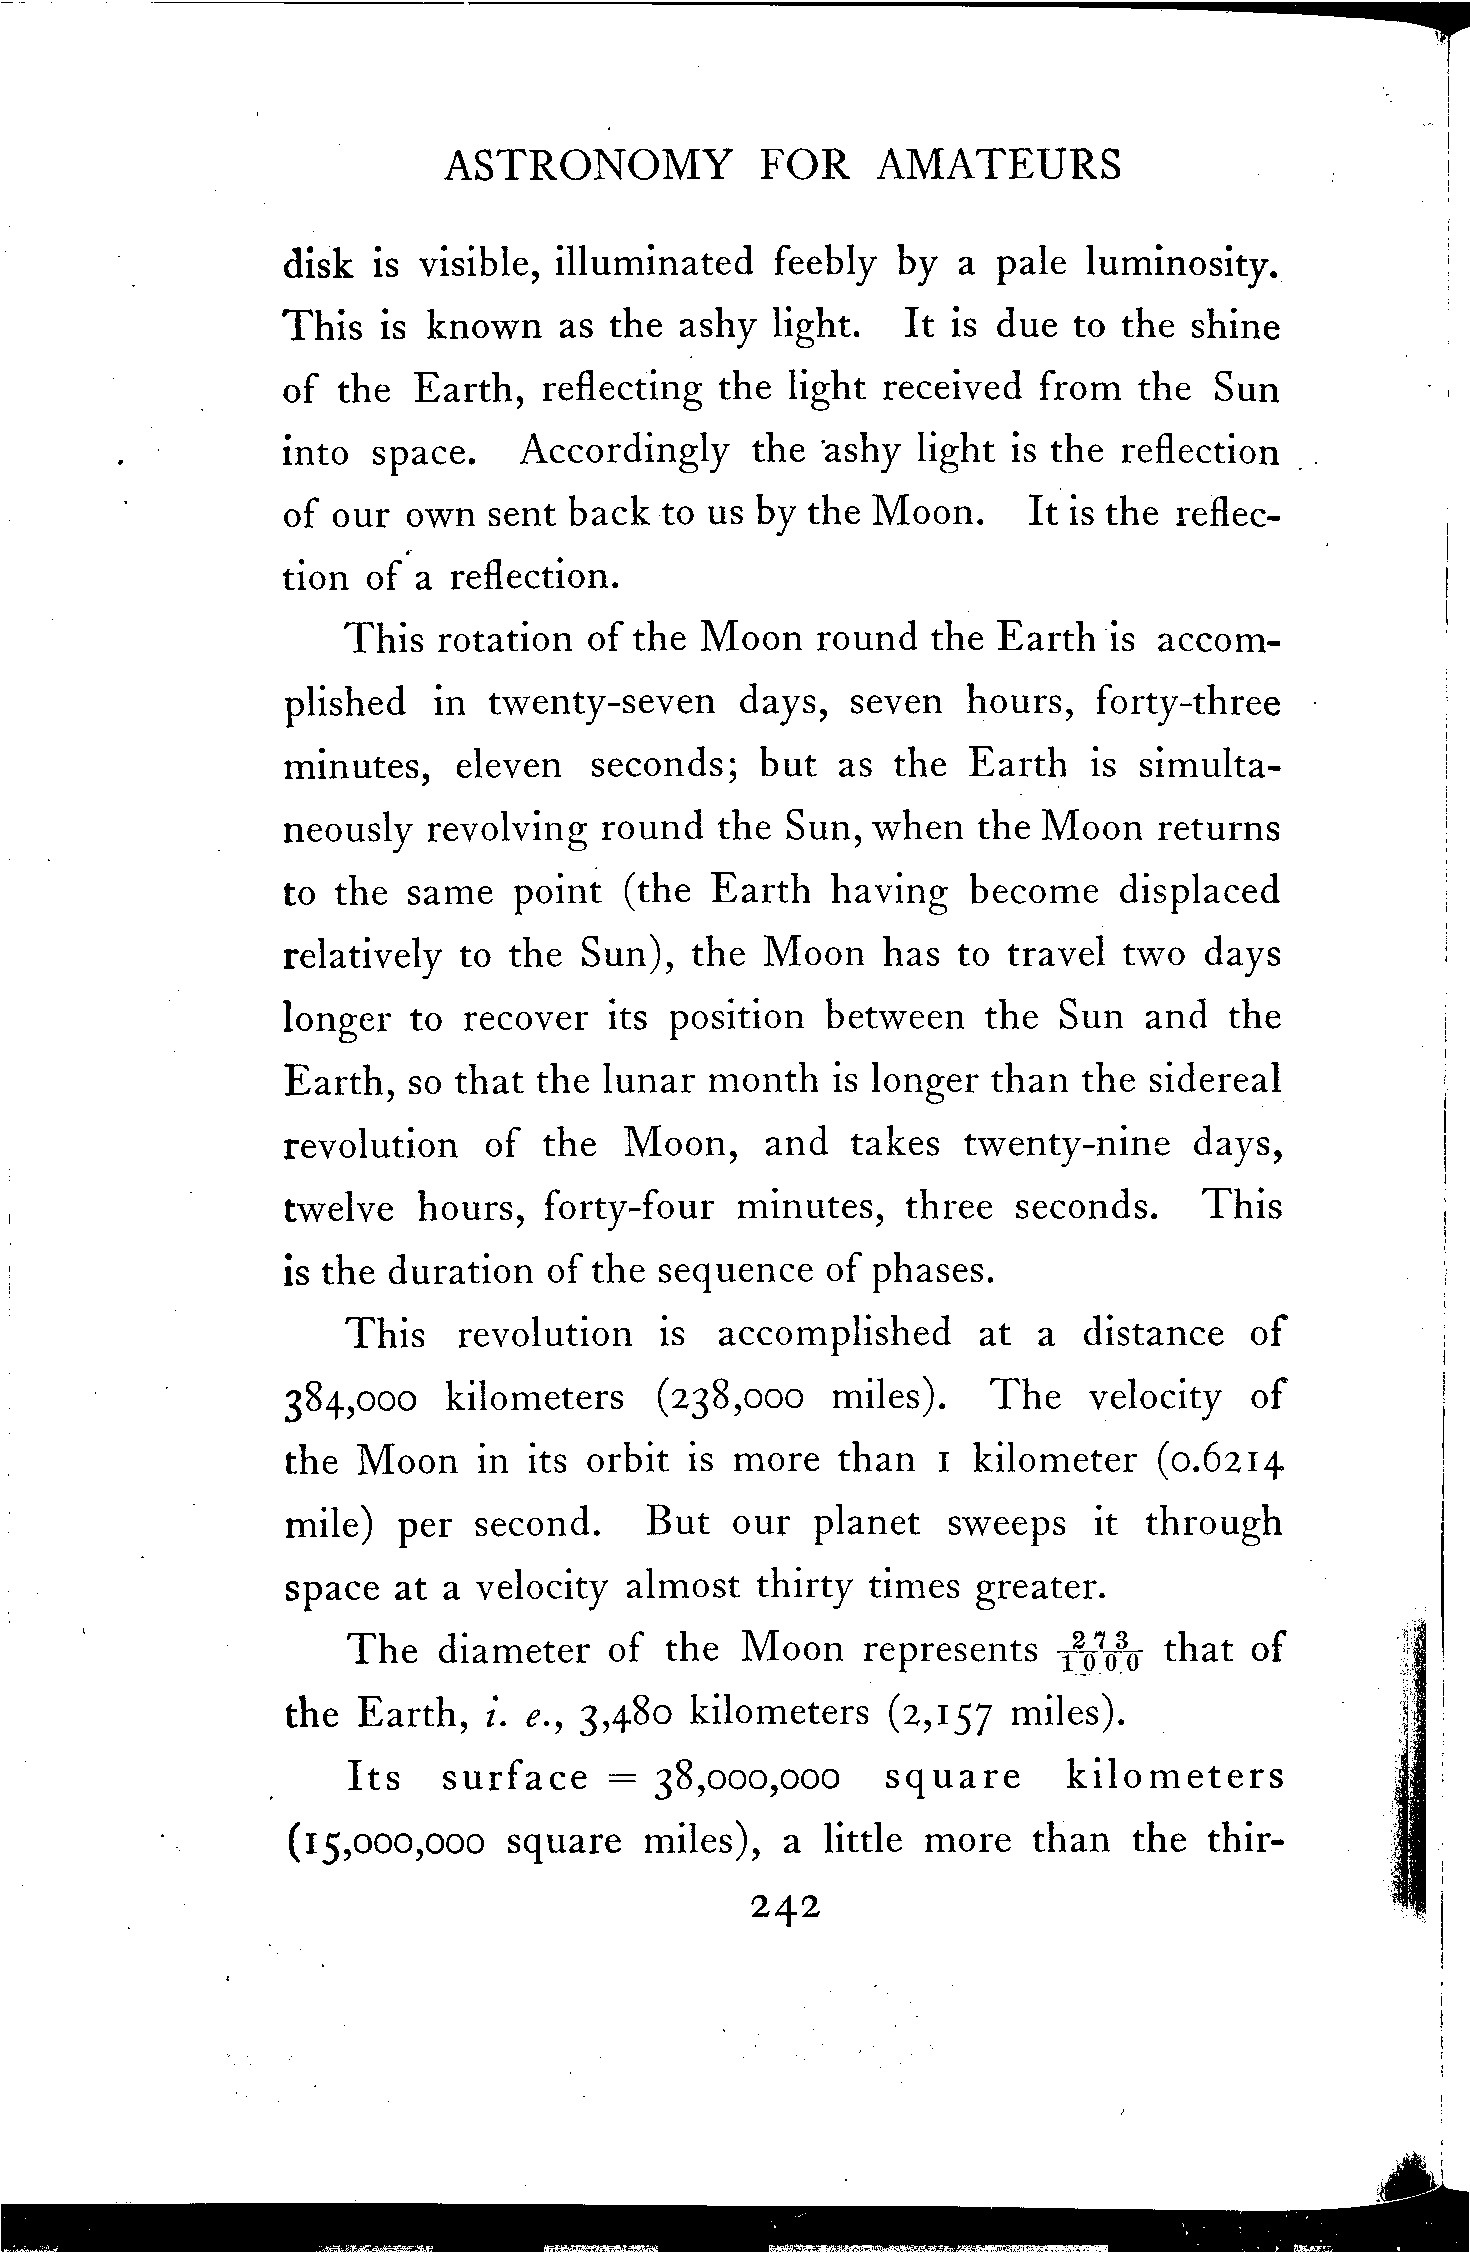 ASTRONOMY FOR AMATEURS
disk is visible, illuminated feebly by a pale luminosity.
This is known as the ashy light. It is due to the shine
of the Earth, reflecting the light received from the Sun
into space. Accordingly the ashy light is the reflection
of our own sent back to us by the Moon. It is the reflec-
tion of a reflection.
This rotation of the Moon round the Earth is accom-
plished in twenty-seven days, seven hours, forty-three
minutes, eleven seconds; but as the Earth is simulta-
neously revolving round the Sun, when the Moon returns
to the same point (the Earth having become displaced
relatively to the Sun), the Moon has to travel two days
longer to recover its position between the Sun and the
Earth, so that the lunar month is longer than the sidereal
revolution of the Moon, and takes twenty-nine days,
twelve hours, forty-four minutes, three seconds. This
is the duration of the sequence of phases.
This revolution is accomplished at a distance of
384,000 kilometers (238,000 miles). The velocity of
the Moon in its orbit is more than 1 kilometer (0.6214
mile) per second. But our planet sweeps it through
space at a velocity almost thirty times greater.
The diameter of the Moon represents 273/1000 that of
the Earth, i. e., 3,480 kilometers (2,157 miles).
Its surface = 38,000,000 square kilometers
(15,000,000 square miles), a little more than the thir-
242